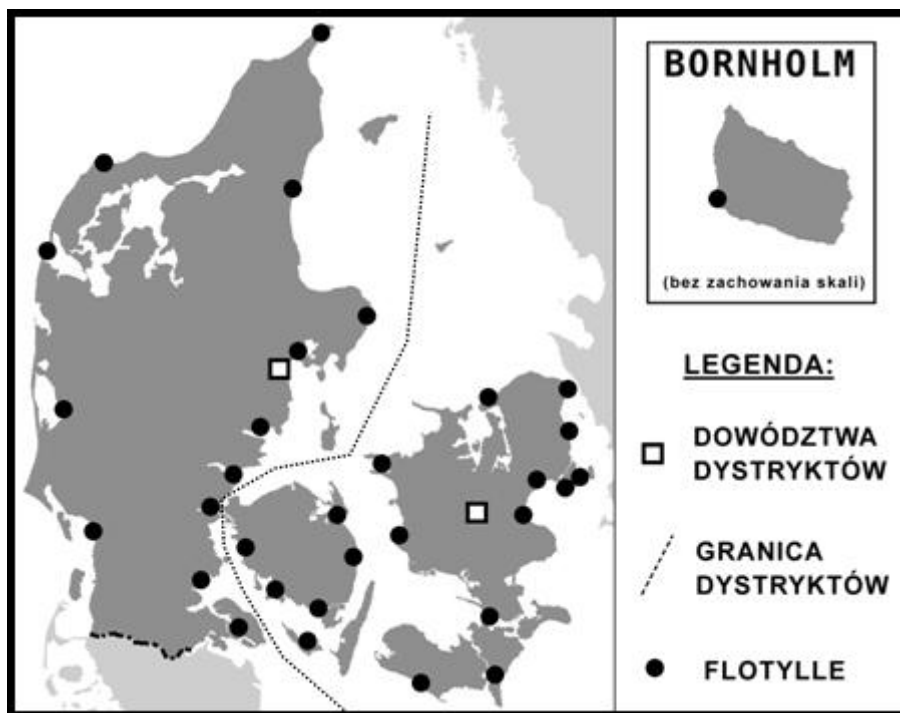 BORNHOLM
(bez zachowania skali)
LEGENDA:
DOWÓDZTWA
DYSTRYKTÓW
GRANICA
DYSTRYKTÓW
FLOTYLLE